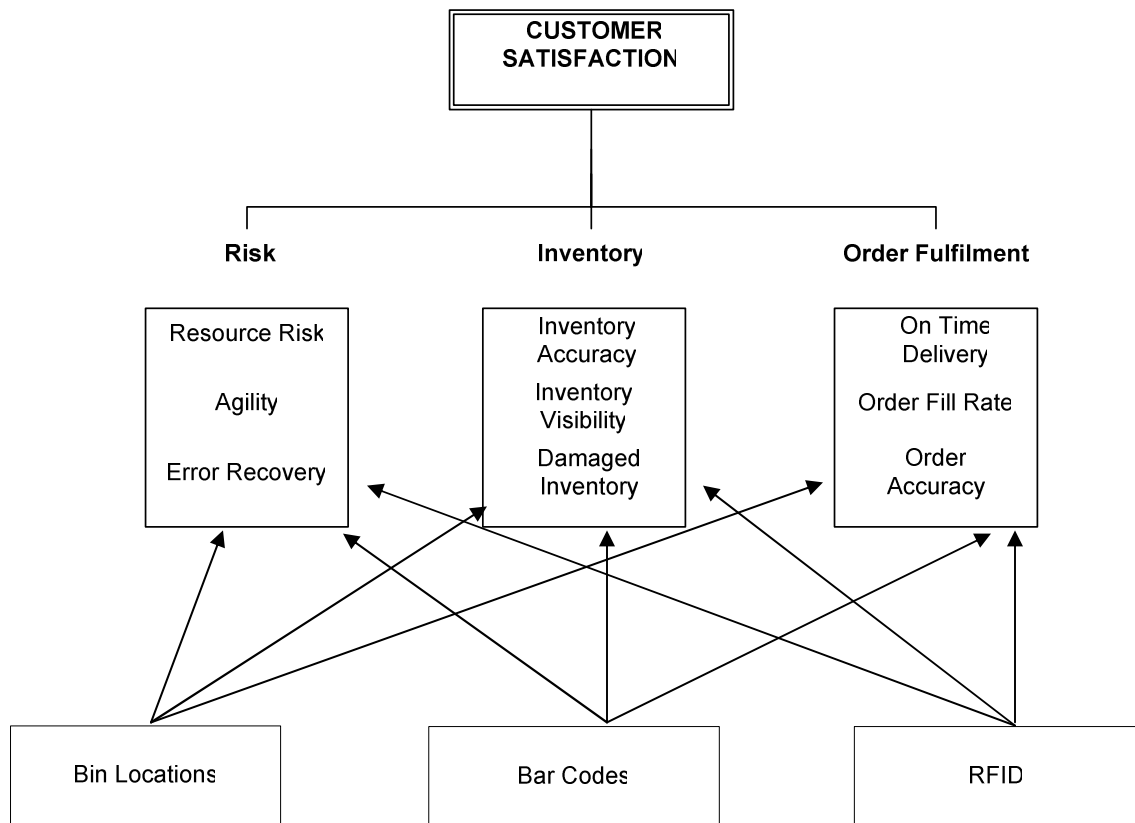 CUSTOMER
SATISFACTION
Risk
Inventory
Order Fulfilment
Resource Risk
Agility
Error Recovery
Inventory
Accuracy
Inventory
Visibility
Damaged
Inventory
On Time
Delivery
Order Fill Rate
Order
Accuracy
Bin Locations
Bar Codes
RFID